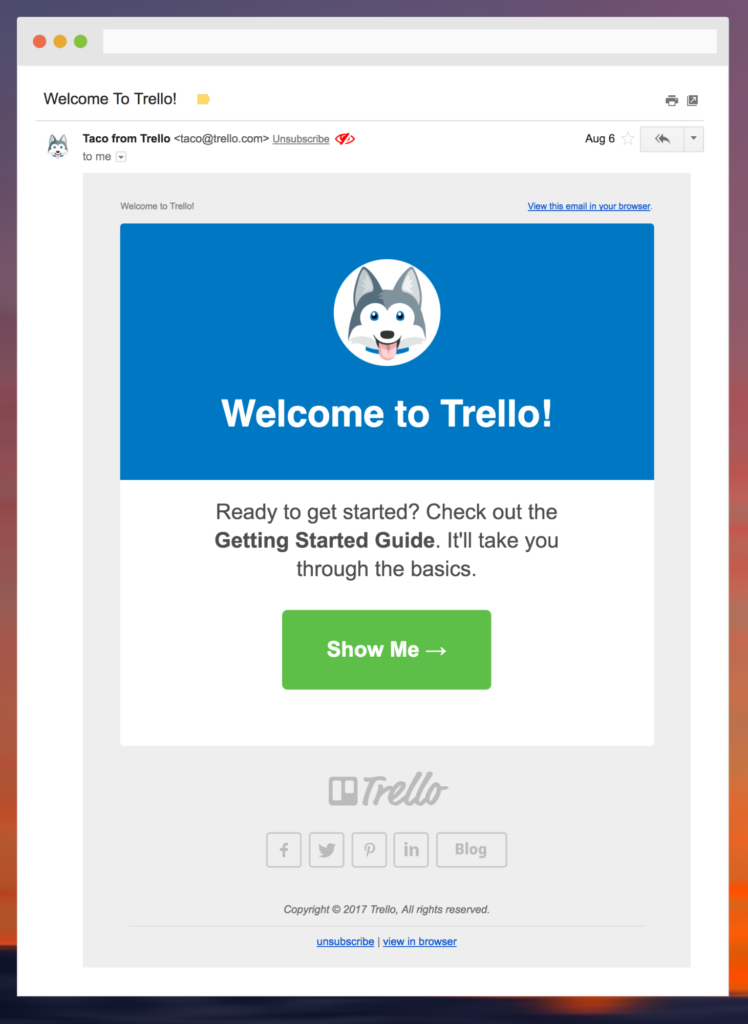 Welcome To Trello!
Taco from Trello <taco@trello.com> Unsubscribe
Aug 6
to me
Welcome to Trello!
View this email in your browser.
Welcome to Trello!
Ready to get started? Check out the
Getting Started Guide. It'll take you
through the basics.
Show Me →
Trello
f in Blog
Copyright © 2017 Trello, All rights reserved.
unsubscribe | view in browser